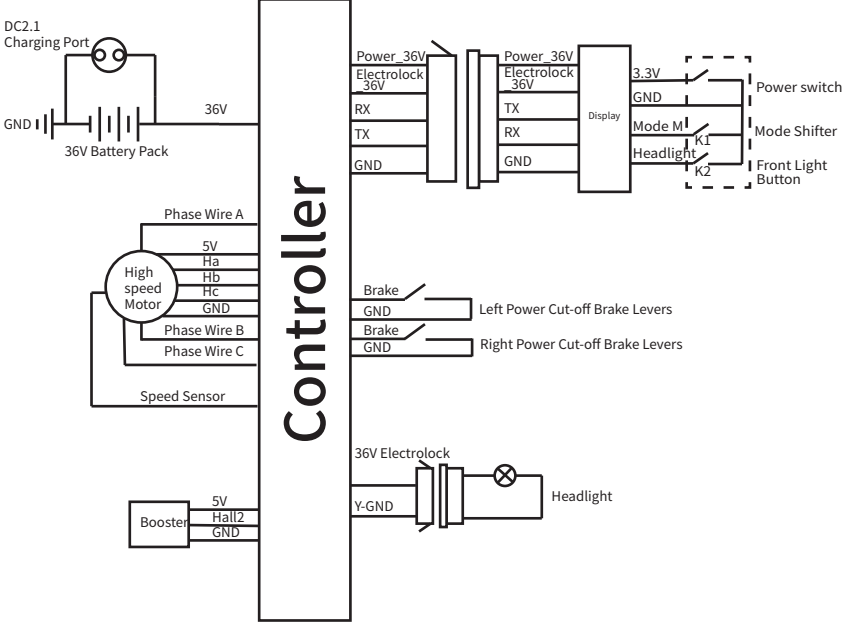 DC2.1
Charging Port
GND
36V
36V Battery Pack
Phase Wire A
5V
Ha
Hb
Hc
GND
High
speed
Motor
Phase Wire B
Phase Wire C
Speed Sensor
Booster
5V
Hall2
GND
Controller
Power_36V
Electrolock
_36V
RX
TX
GND
Power_36V
Electrolock
_36V
TX
RX
GND
Display
3.3V
GND
Mode M
K1
Headlight
K2
Power switch
Mode Shifter
Front Light
Button
Brake
GND
Left Power Cut-off Brake Levers
Brake
GND
Right Power Cut-off Brake Levers
36V Electrolock
Y-GND
Headlight